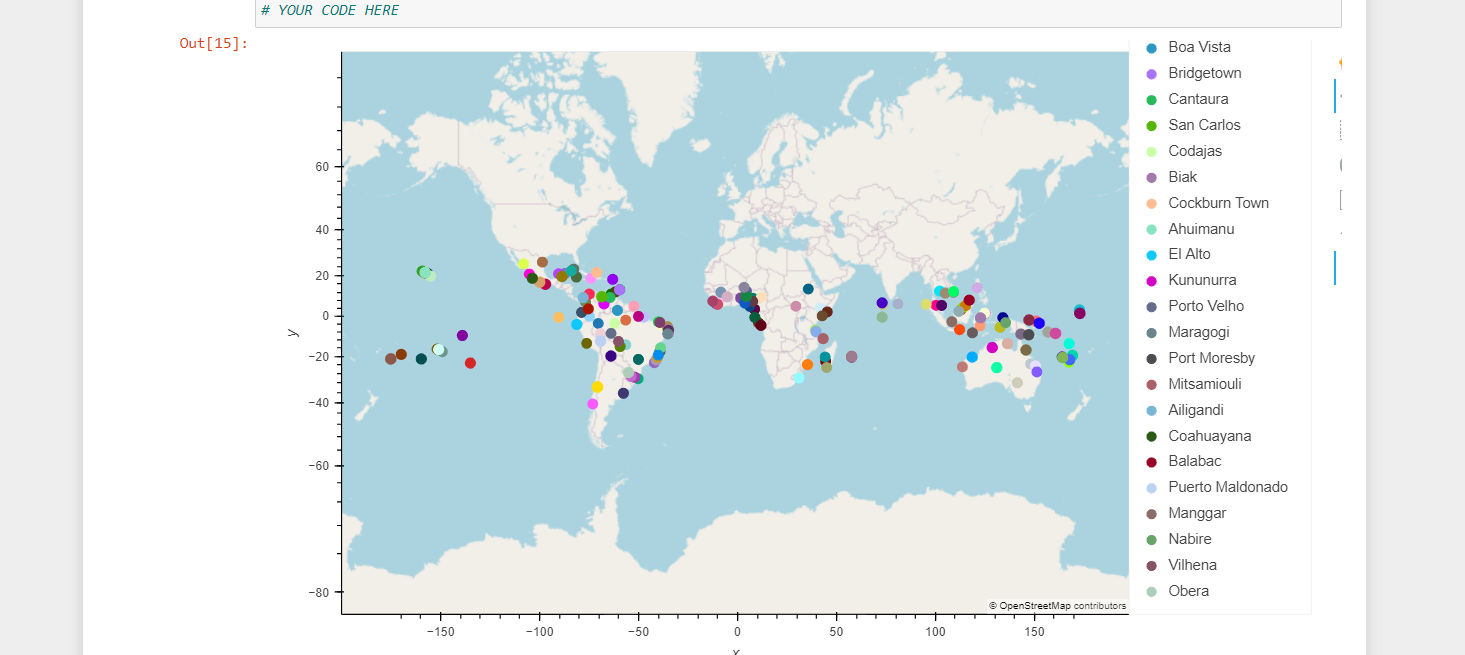 # YOUR CODE HERE
Out[15]:
Boa Vista
Bridgetown
Cantaura
San Carlos
Codajas
Biak
Cockburn Town
Ahuimanu
El Alto
Kununurra
Porto Velho
Maragogi
Port Moresby
Mitsamiouli
Ailigandi
Coahuayana
Balabac
Puerto Maldonado
Manggar
Nabire
Vilhena
Obera
60
40
20
0
−20
−40
−60
−80
y
© OpenStreetMap contributors
−150
−100
−50
0
50
100
150
x